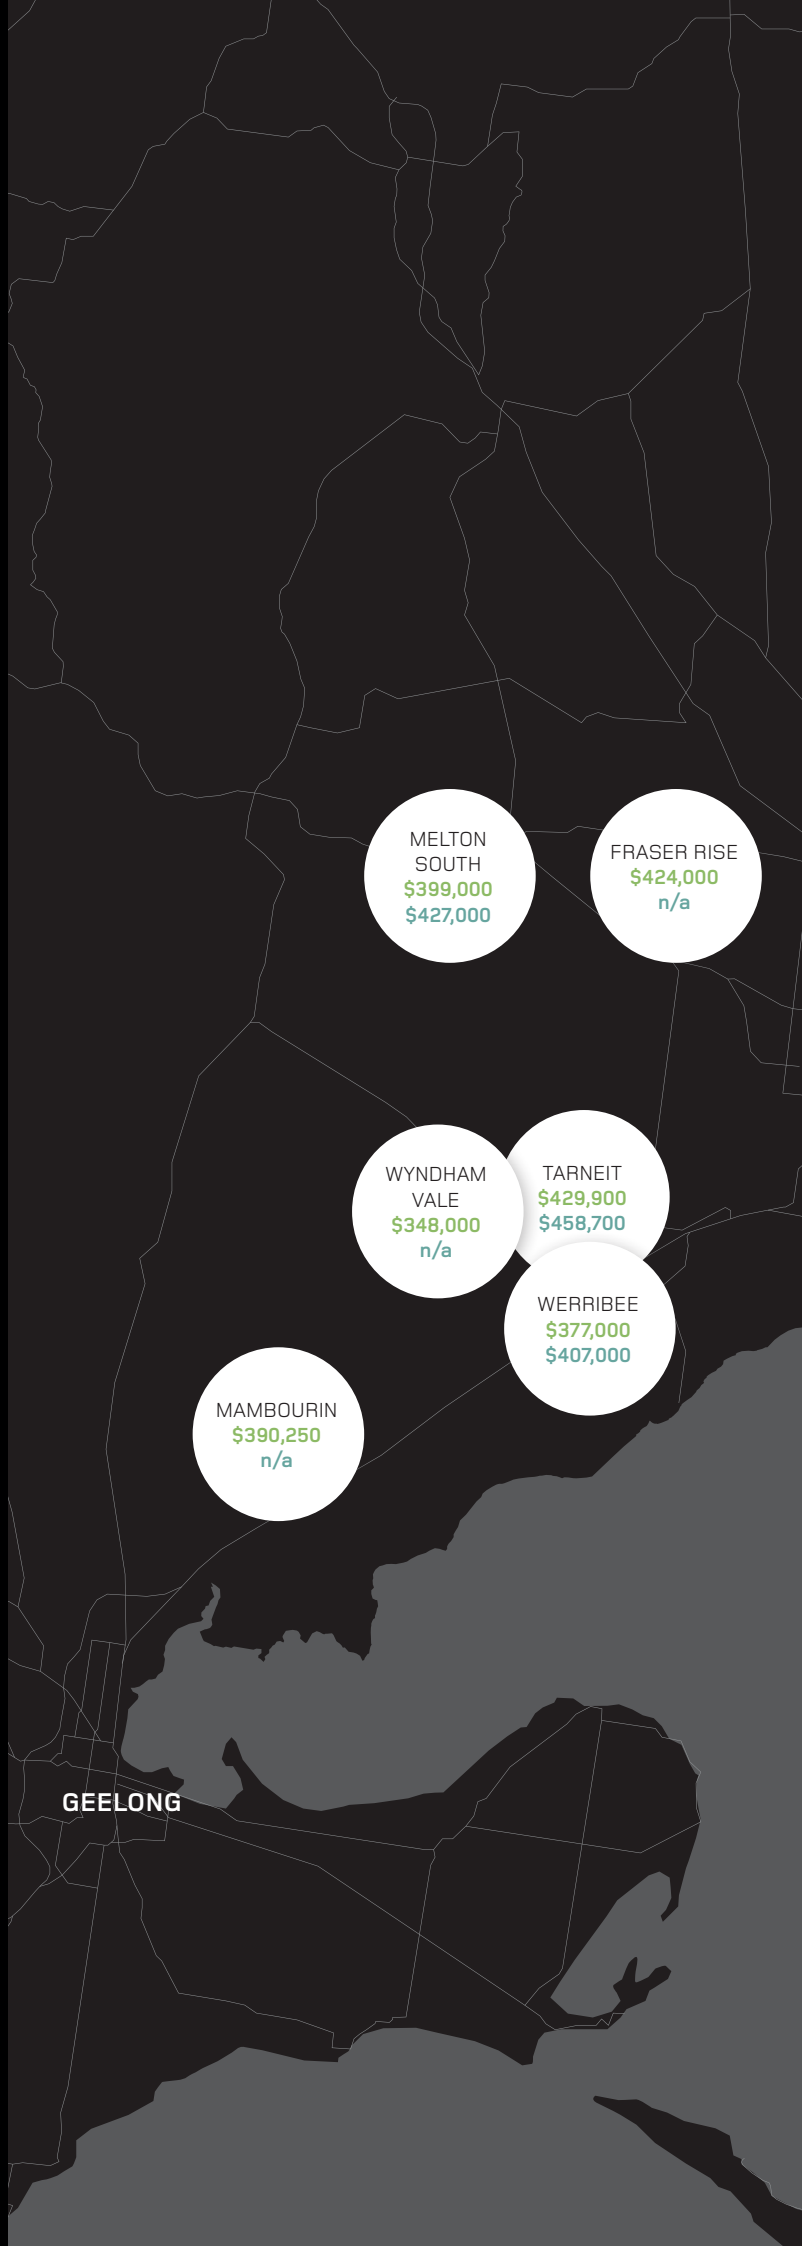 MELTON
SOUTH
$399,000
$427,000
FRASER RISE
$424,000
n/a
WYNDHAM
VALE
$348,000
n/a
TARNEIT
$429,900
$458,700
WERRIBEE
$377,000
$407,000
MAMBOURIN
$390,250
n/a
GEELONG